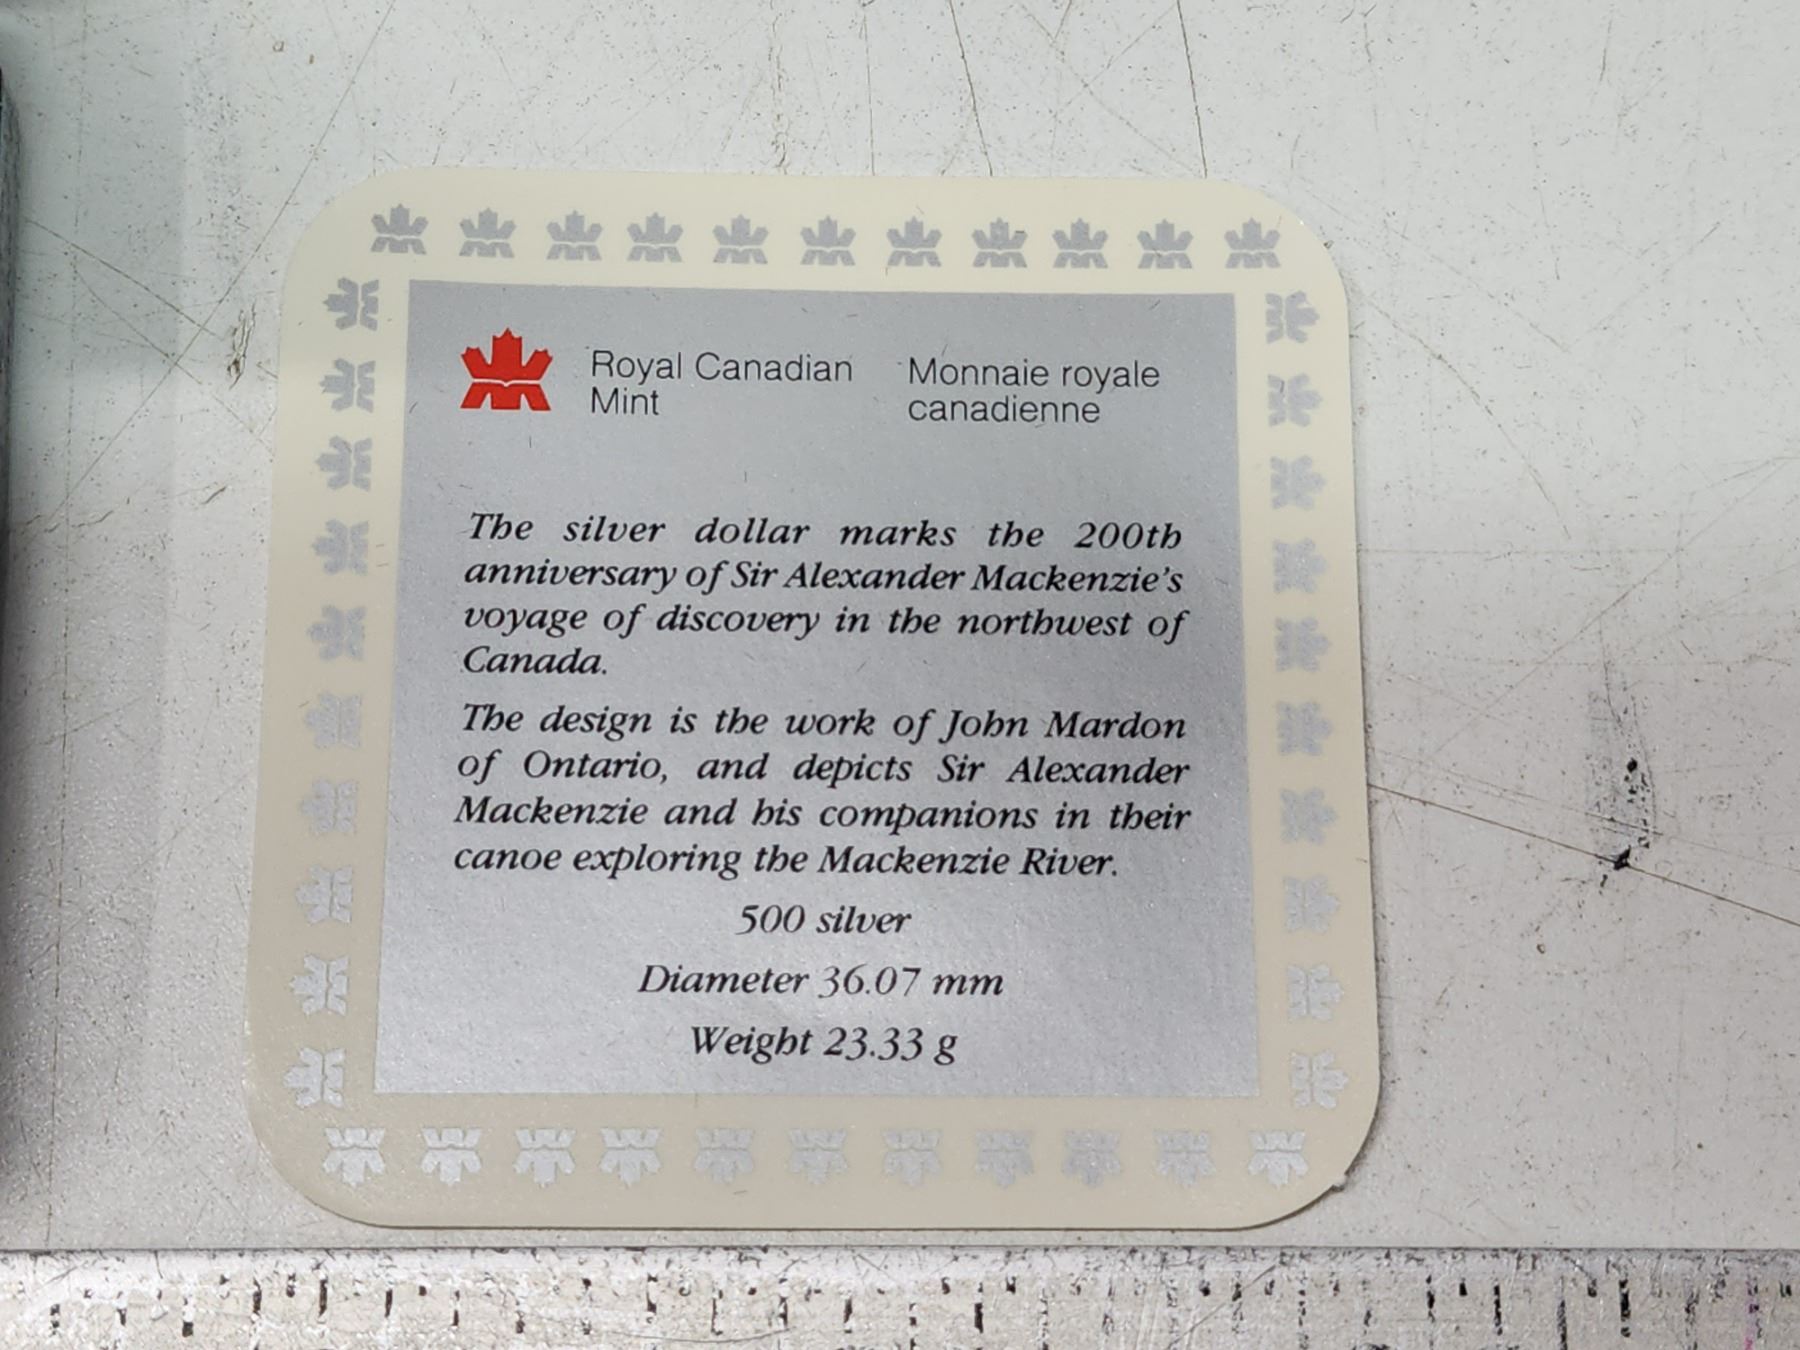 Royal Canadian Mint
Monnaie royale canadienne
The silver dollar marks the 200th
anniversary of Sir Alexander Mackenzie's
voyage of discovery in the northwest of
Canada.
The design is the work of John Mardon
of Ontario, and depicts Sir Alexander
Mackenzie and his companions in their
canoe exploring the Mackenzie River.
500 silver
Diameter 36.07 mm
Weight 23.33 g